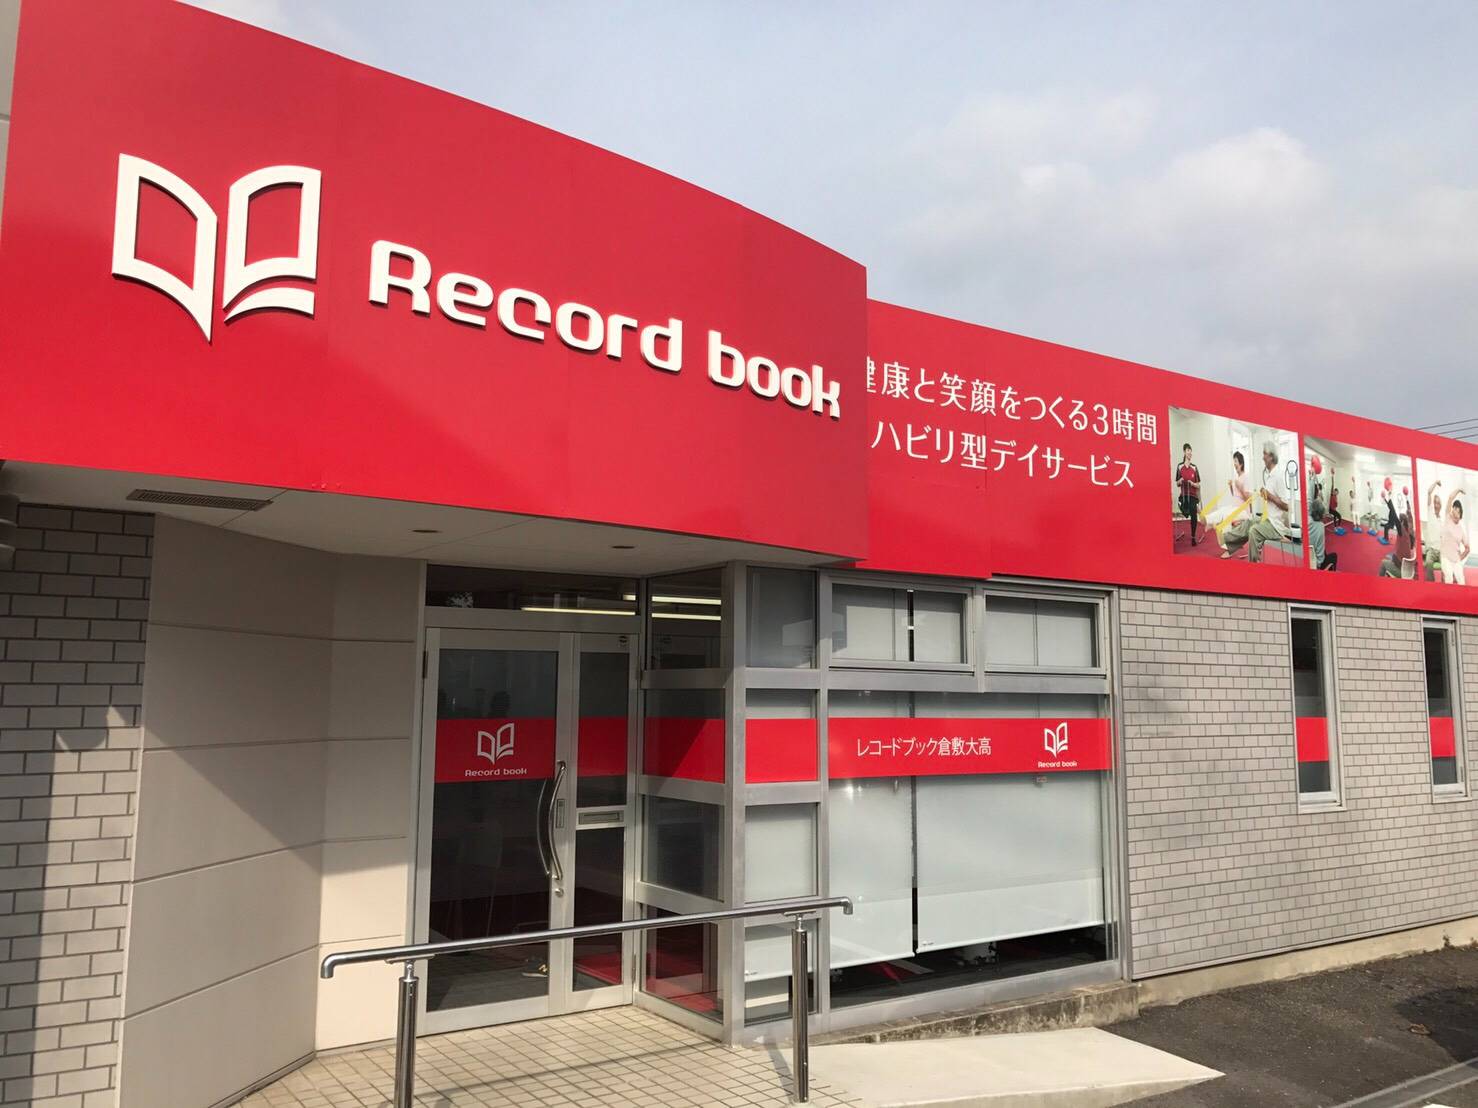 Record book
健康と笑顔をつくる3時間
ハビリ型デイサービス
Record book
レコードブック倉敷大高
Record book